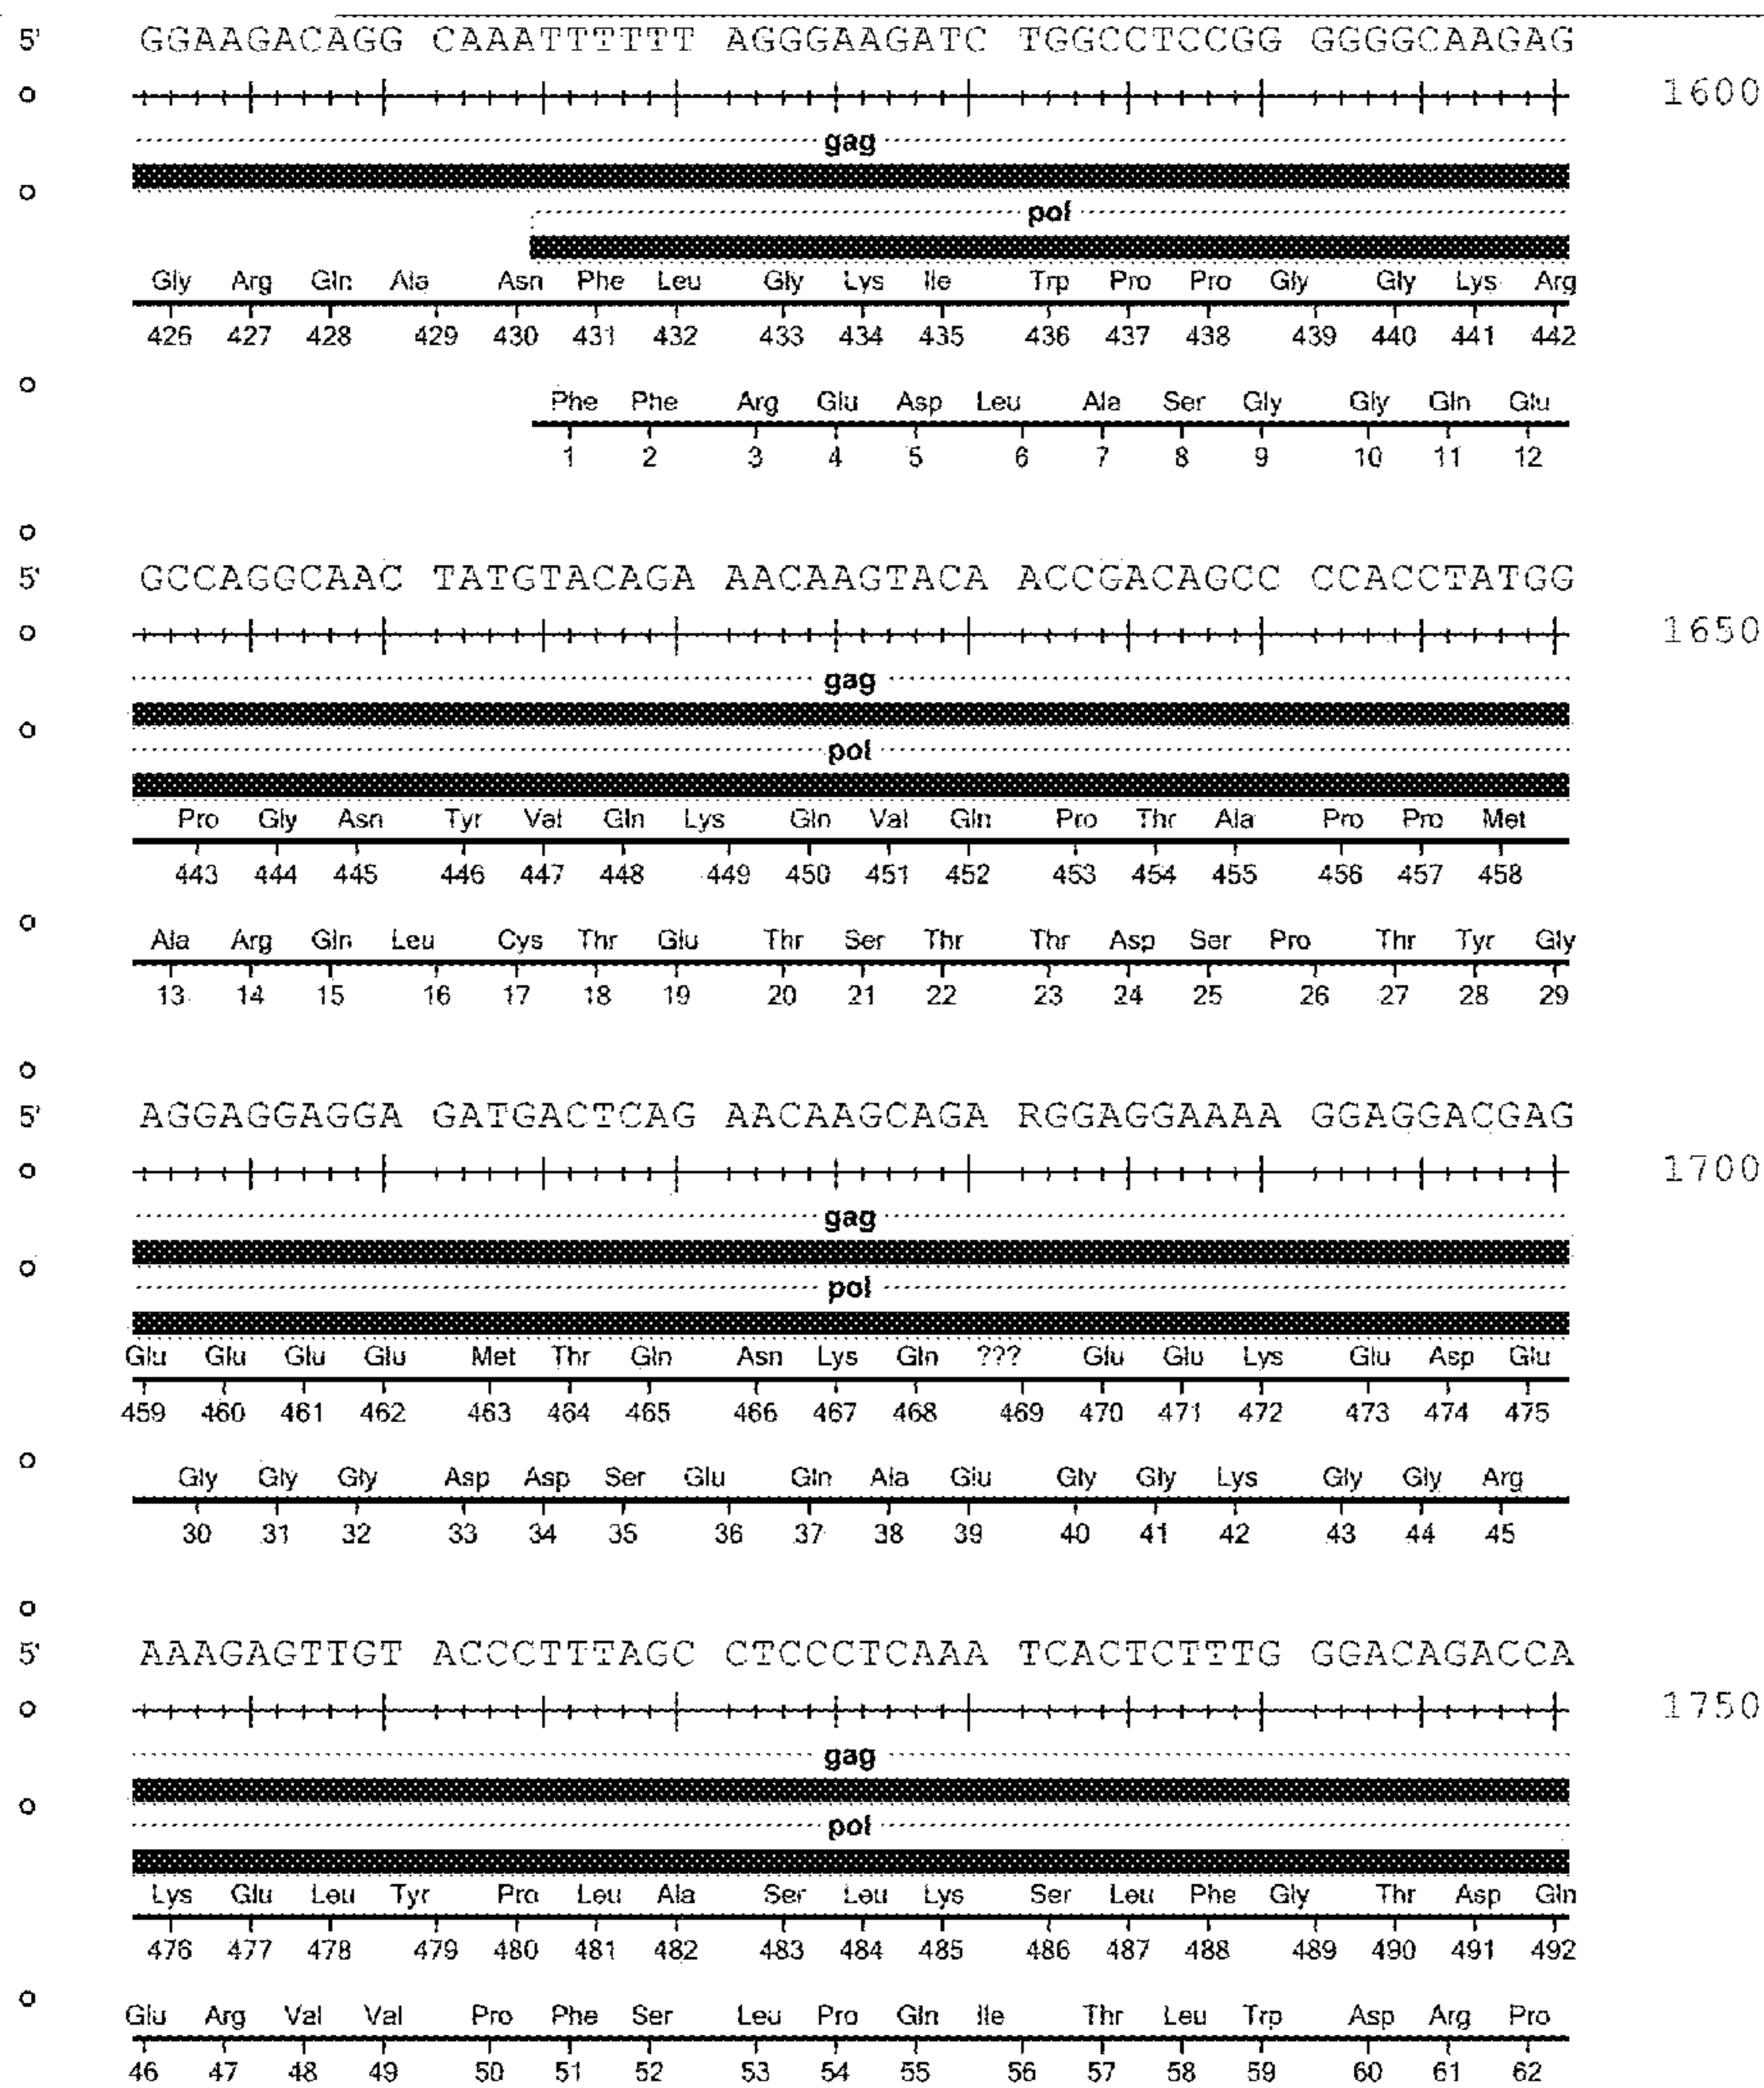 5' GGAAGACAGG CAAATTTTTT AGGGAAGATC TGGCCTCCGG GGGGCAAGAG
1600
gag
pol
Gly Arg Gln Ala Asn Phe Leu Gly Lys Ile Trp Pro Pro Gly Gly Lys Arg
426 427 428 429 430 431 432 433 434 435 436 437 438 439 440 441 442
Phe Phe Arg Glu Asp Leu Ala Ser Gly Gly Gln Glu
1 2 3 4 5 6 7 8 9 10 11 12
5' GCCAGGCAAC TATGTACAGA AACAAGTACA ACCGACAGCC CCACCTATGG
1650
gag
pol
Pro Gly Asn Tyr Val Gln Lys Gln Val Gln Pro Thr Ala Pro Pro Met
443 444 445 446 447 448 449 450 451 452 453 454 455 456 457 458
Ala Arg Gln Leu Cys Thr Glu Thr Ser Thr Thr Asp Ser Pro Thr Tyr Gly
13 14 15 16 17 18 19 20 21 22 23 24 25 26 27 28 29
5' AGGAGGAGGA GATGACTCAG AACAAGCAGA RGGAGGAAAA GGAGGACGAG
1700
gag
pol
Glu Glu Glu Glu Met Thr Gln Asn Lys Gln ??? Glu Glu Lys Glu Asp Glu
459 460 461 462 463 464 465 466 467 468 469 470 471 472 473 474 475
Gly Gly Gly Asp Asp Ser Glu Gln Ala Glu Gly Gly Lys Gly Gly Arg
30 31 32 33 34 35 36 37 38 39 40 41 42 43 44 45
5' AAAGAGTTGT ACCCTTTAGC CTCCCTCAAA TCACTCTTTG GGACAGACCA
1750
gag
pol
Lys Glu Leu Tyr Pro Leu Ala Ser Leu Lys Ser Leu Phe Gly Thr Asp Gln
476 477 478 479 480 481 482 483 484 485 486 487 488 489 490 491 492
Glu Arg Val Val Pro Phe Ser Leu Pro Gln Ile Thr Leu Trp Asp Arg Pro
46 47 48 49 50 51 52 53 54 55 56 57 58 59 60 61 62